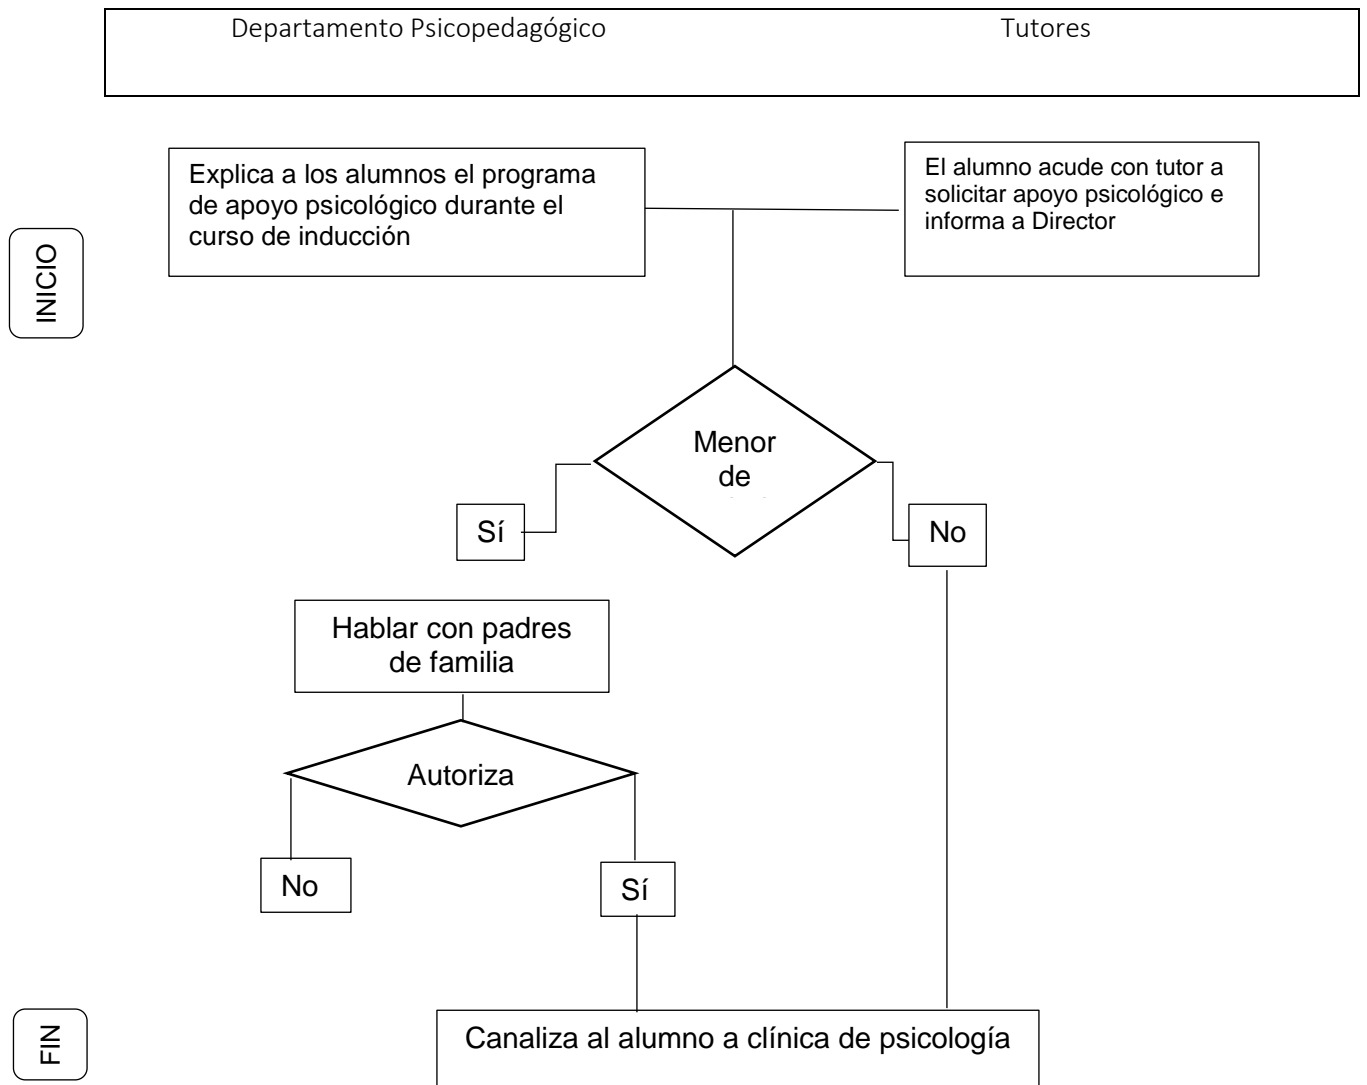 Departamento Psicopedagógico
Tutores
Explica a los alumnos el programa
de apoyo psicológico durante el
curso de inducción
El alumno acude con tutor a
solicitar apoyo psicológico e
informa a Director
INICIO
Menor
de
Sí
No
Hablar con padres
de familia
Autoriza
No
Sí
Canaliza al alumno a clínica de psicología
FIN